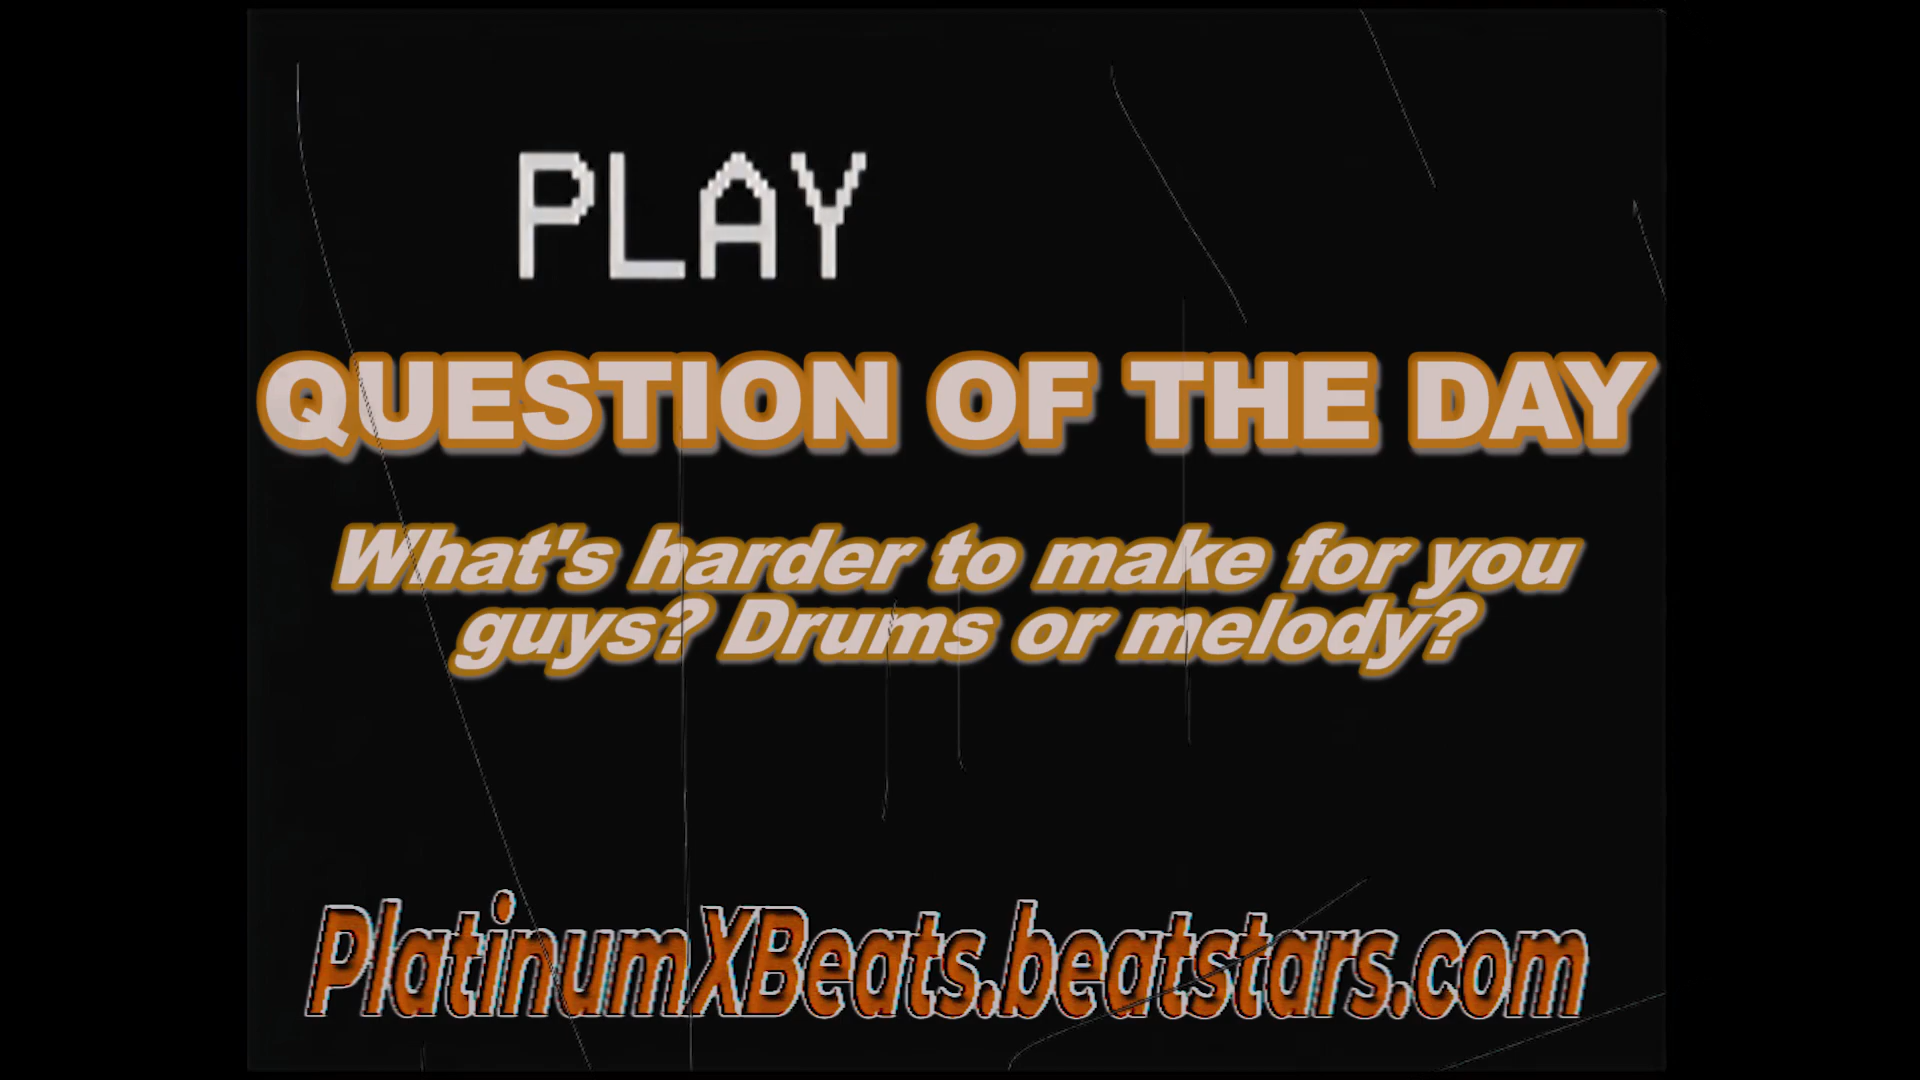 PLAY
QUESTION OF THE DAY
What's harder to make for you
guys? Drums or melody?
PlatinumXBeats.beatstars.com